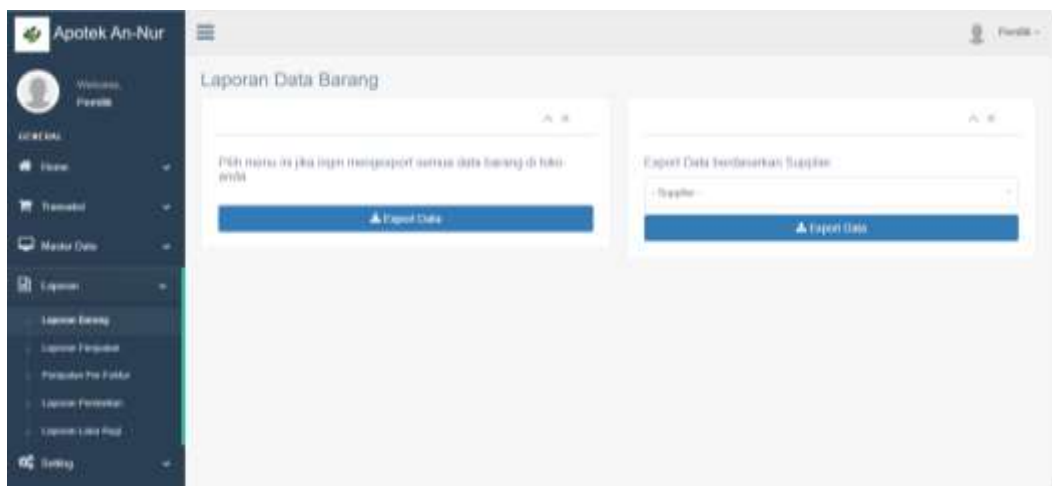 Apotek An-Nur
Pemilik
Welcome,
Pemilik
GENERAL
Home
Transaksi
Master Data
Laporan
Laporan Barang
Laporan Penjualan
Penjualan Per Faktur
Laporan Pembelian
Laporan Laba Rugi
Setting
Laporan Data Barang
Pilih menu ini jika ingin mengexport semua data barang di toko
anda
Export Data
Export Data berdasarkan Supplier
- Supplier -
Export Data